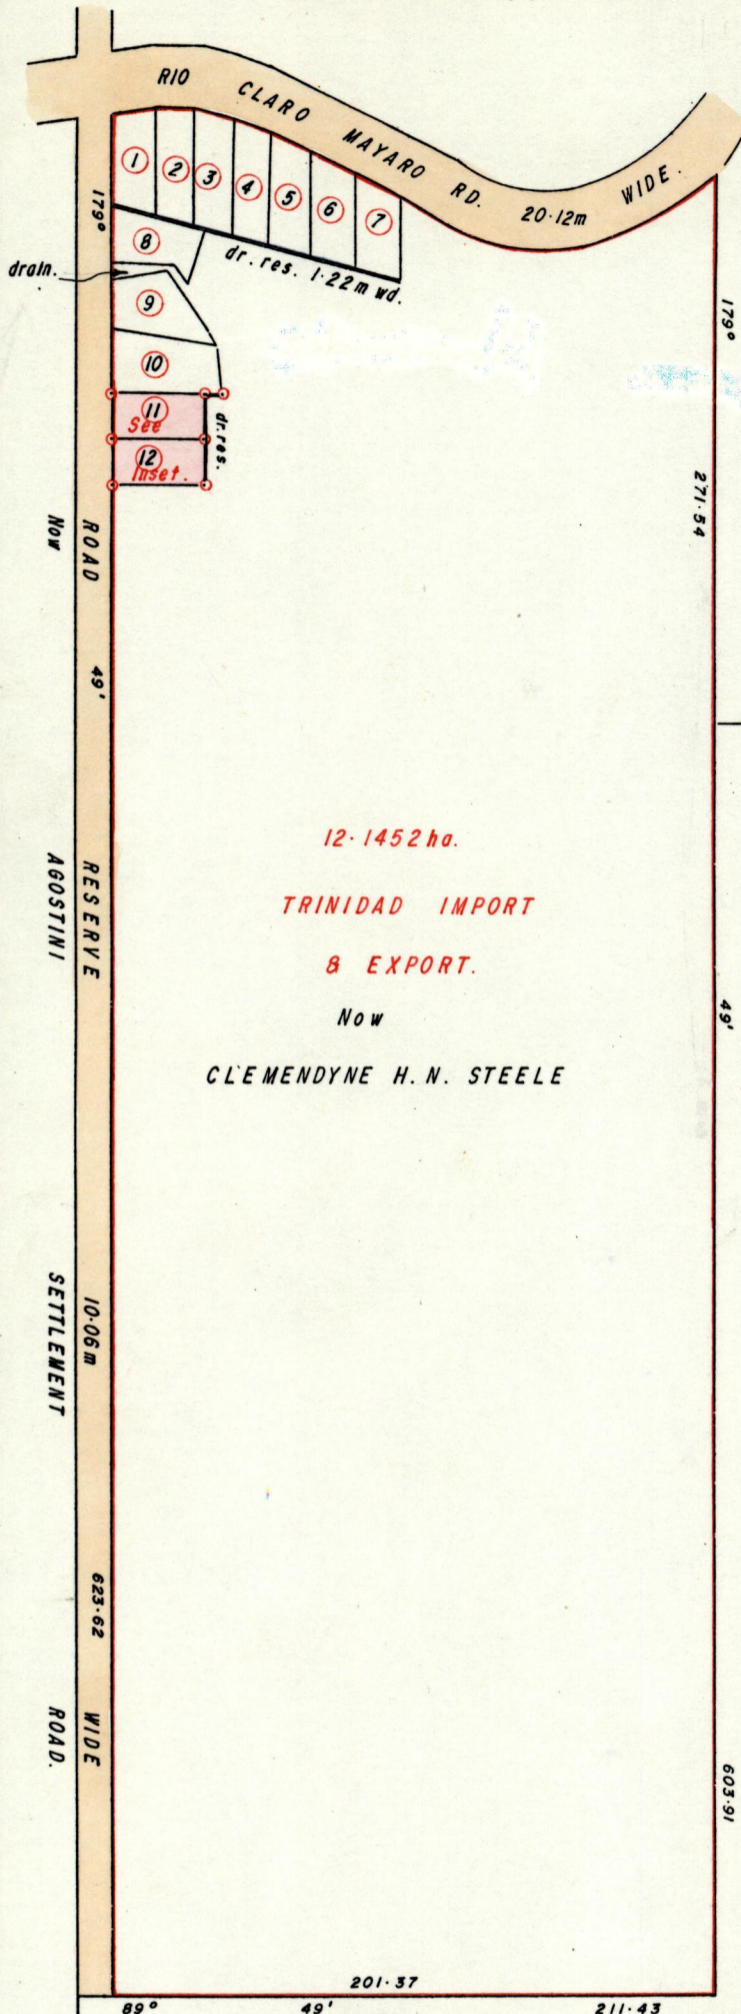 RIO CLARO MAYARO RD. 20·12m WIDE.
1
2
3
4
5
6
7
179°
8
dr. res. 1·22m wd.
drain.
9
179°
10
11
See
dr. res.
12
Inset.
271·54
ROAD RESERVE 10·06m WIDE
Now AGOSTINI SETTLEMENT ROAD.
49'
12·1452ha.
TRINIDAD IMPORT
& EXPORT.
49'
Now
CLEMENDYNE H. N. STEELE
623·62
603·91
201·37
89° 49' 211·43